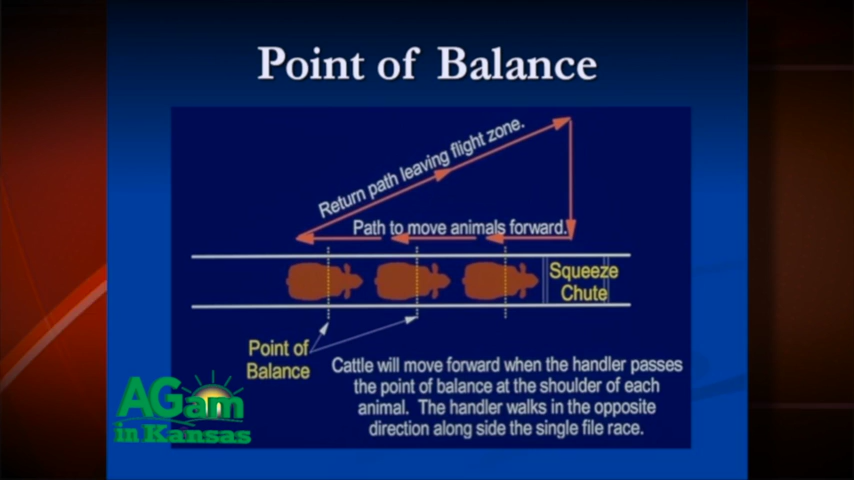 Point of Balance
Return path leaving flight zone.
Path to move animals forward.
Squeeze
Chute
Point of
Balance
Cattle will move forward when the handler passes
the point of balance at the shoulder of each
animal. The handler walks in the opposite
direction along side the single file race.
AGam
in Kansas